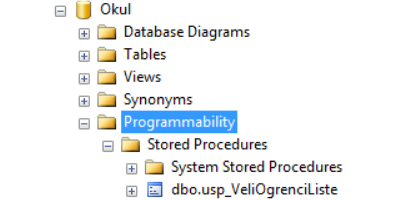 Okul
Database Diagrams
Tables
Views
Synonyms
Programmability
Stored Procedures
System Stored Procedures
dbo.usp_VeliOgrenciListe